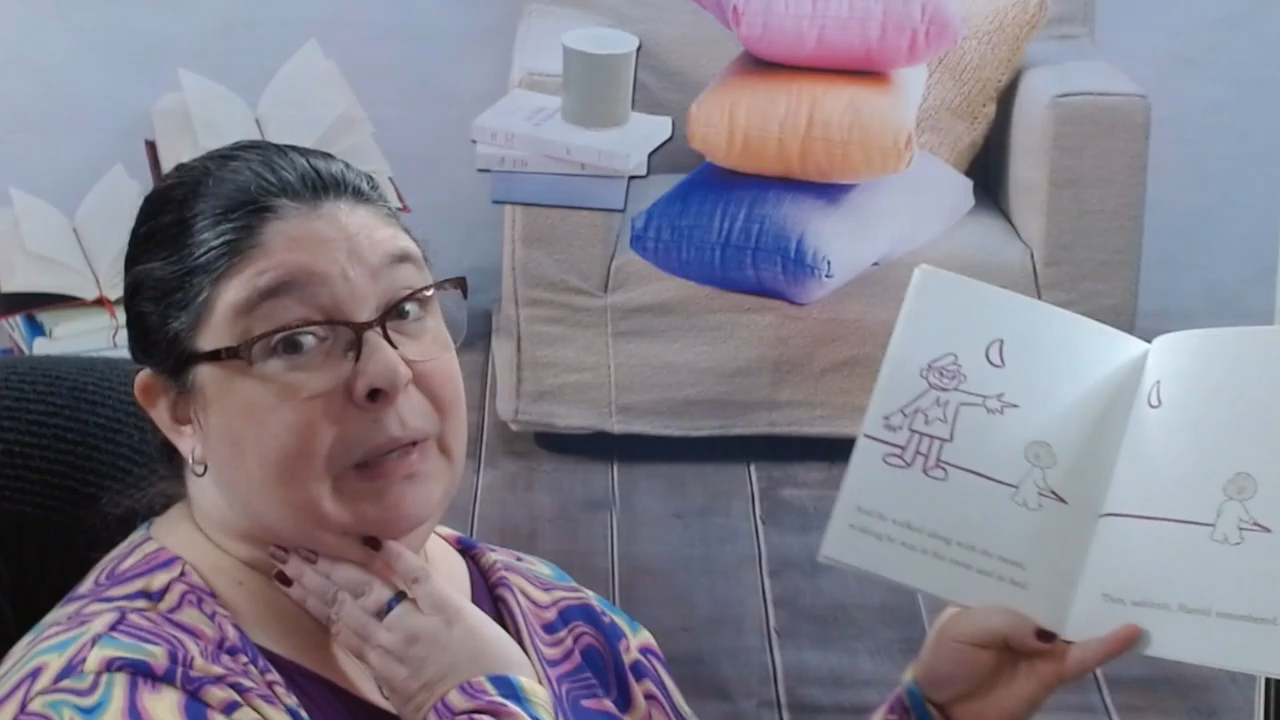 And he walked along with the moon,
wishing he was in his room and in bed.
Then, suddenly, Harold remembered.